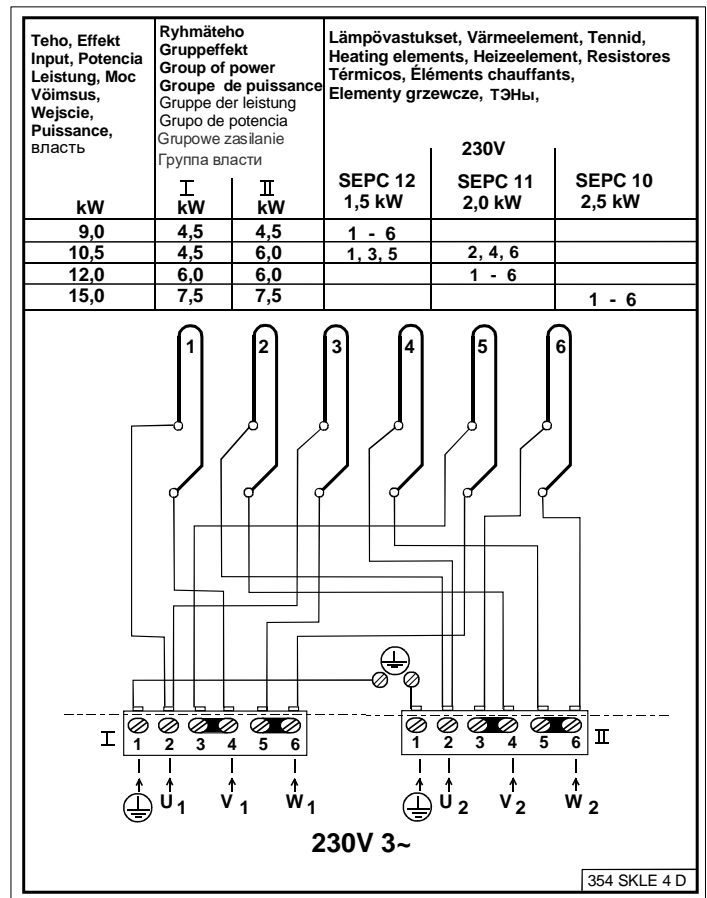 Teho, Effekt
Input, Potencia
Leistung, Moc
Vöimsus,
Wejscie,
Puissance,
власть
kW
Ryhmäteho
Gruppeffekt
Group of power
Groupe de puissance
Gruppe der leistung
Grupo de potencia
Grupowe zasilanie
Группа власти
I II
kW kW
Lämpövastukset, Värmeelement, Tennid,
Heating elements, Heizeelement, Resistores
Térmicos, Éléments chauffants,
Elementy grzewcze, ТЭНы,
230V
SEPC 12 SEPC 11 SEPC 10
1,5 kW 2,0 kW 2,5 kW
9,0 4,5 4,5 1 - 6
10,5 4,5 6,0 1, 3, 5 2, 4, 6
12,0 6,0 6,0 1 - 6
15,0 7,5 7,5 1 - 6
1 2 3 4 5 6
I 1 2 3 4 5 6 1 2 3 4 5 6 II
U1 V1 W1 U2 V2 W2
230V 3~
354 SKLE 4 D